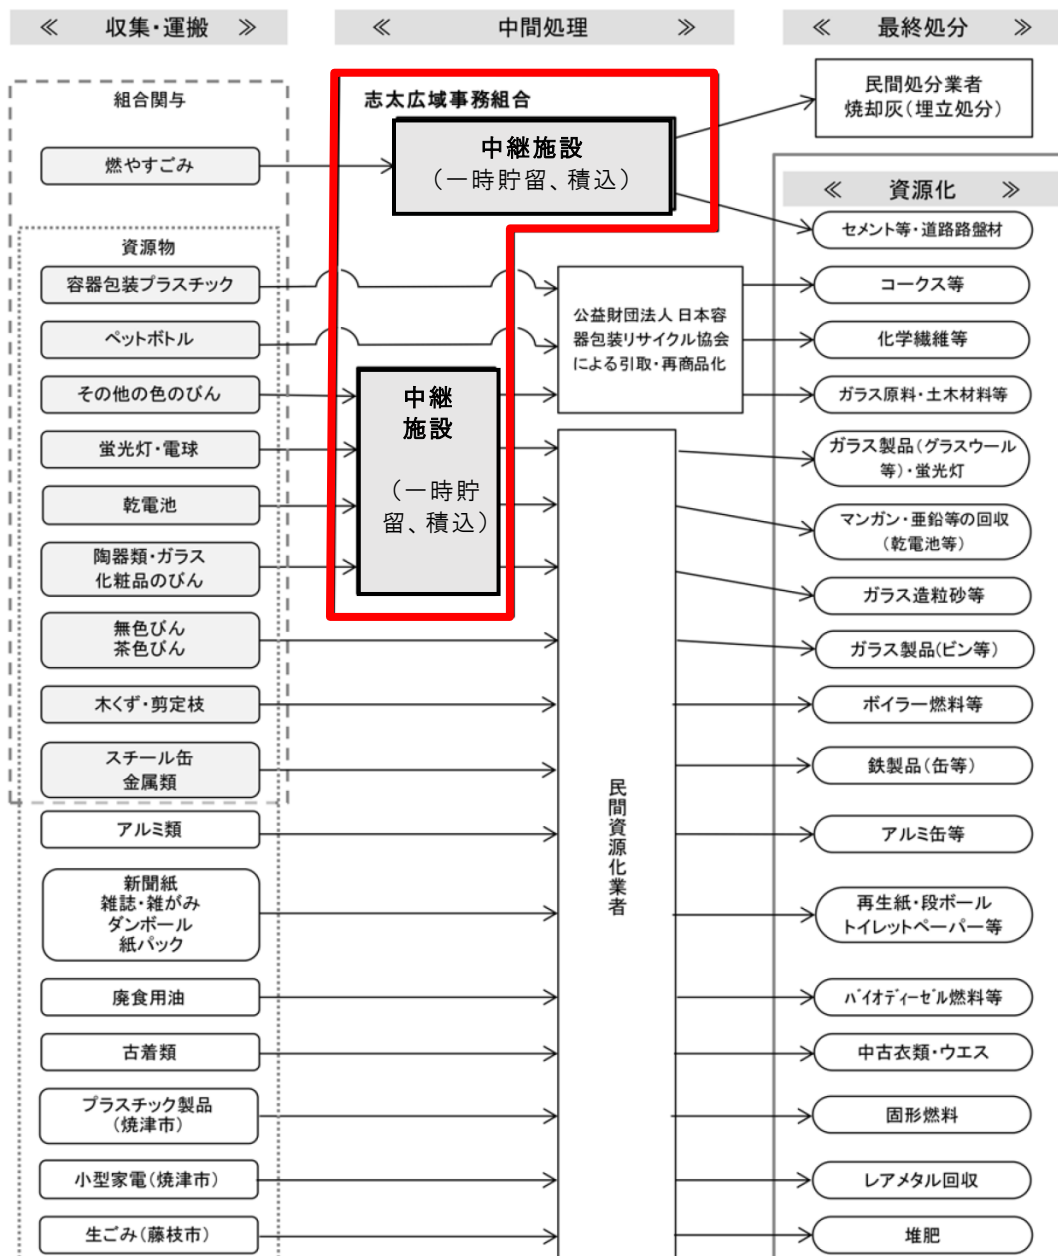 ≪ 収集・運搬 ≫
≪ 中間処理 ≫
≪ 最終処分 ≫
組合関与
志太広域事務組合
民間処分業者
焼却灰(埋立処分)
燃やすごみ
中継施設
（一時貯留、積込）
≪ 資源化 ≫
セメント等・道路路盤材
資源物
容器包装プラスチック
ペットボトル
その他の色のびん
蛍光灯・電球
乾電池
陶器類・ガラス
化粧品のびん
無色びん
茶色びん
木くず・剪定枝
スチール缶
金属類
アルミ類
新聞紙
雑誌・雑がみ
ダンボール
紙パック
廃食用油
古着類
プラスチック製品
(焼津市)
小型家電(焼津市)
生ごみ(藤枝市)
中継
施設
（一時貯
留、積込）
公益財団法人 日本容
器包装リサイクル協会
による引取・再商品化
民間資源化業者
コークス等
化学繊維等
ガラス原料・土木材料等
ガラス製品(グラスウール
等)・蛍光灯
マンガン・亜鉛等の回収
(乾電池等)
ガラス造粒砂等
ガラス製品(ビン等)
ボイラー燃料等
鉄製品(缶等)
アルミ缶等
再生紙・段ボール
トイレットペーパー等
バイオディーゼル燃料等
中古衣類・ウエス
固形燃料
レアメタル回収
堆肥